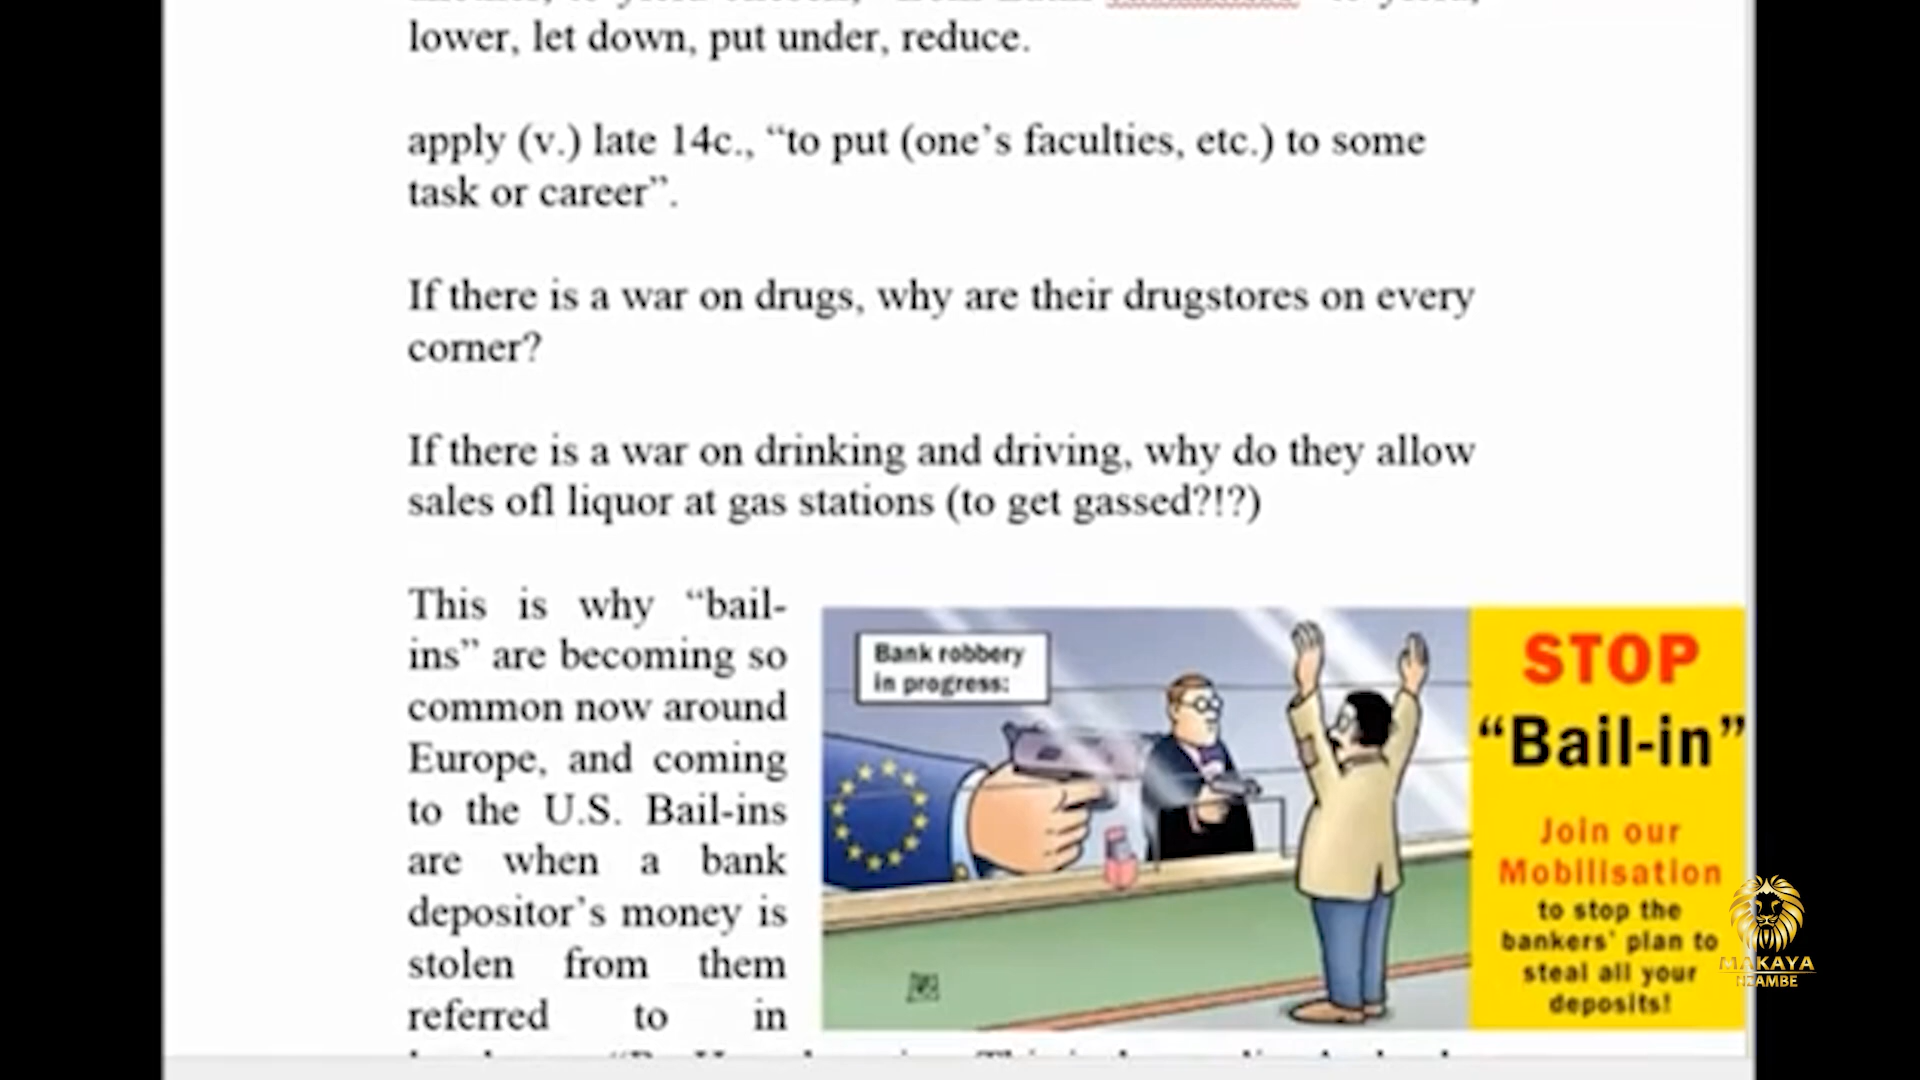 lower, let down, put under, reduce.
apply (v.) late 14c., “to put (one’s faculties, etc.) to some
task or career”.
If there is a war on drugs, why are their drugstores on every
corner?
If there is a war on drinking and driving, why do they allow
sales ofl liquor at gas stations (to get gassed?!?)
This is why “bail-
ins” are becoming so
common now around
Europe, and coming
to the U.S. Bail-ins
are when a bank
depositor’s money is
stolen from them
referred to in
Bank robbery
in progress:
STOP
“Bail-in”
Join our
Mobilisation
to stop the
bankers’ plan to
steal all your
deposits!
MAKAYA
NZAMBE